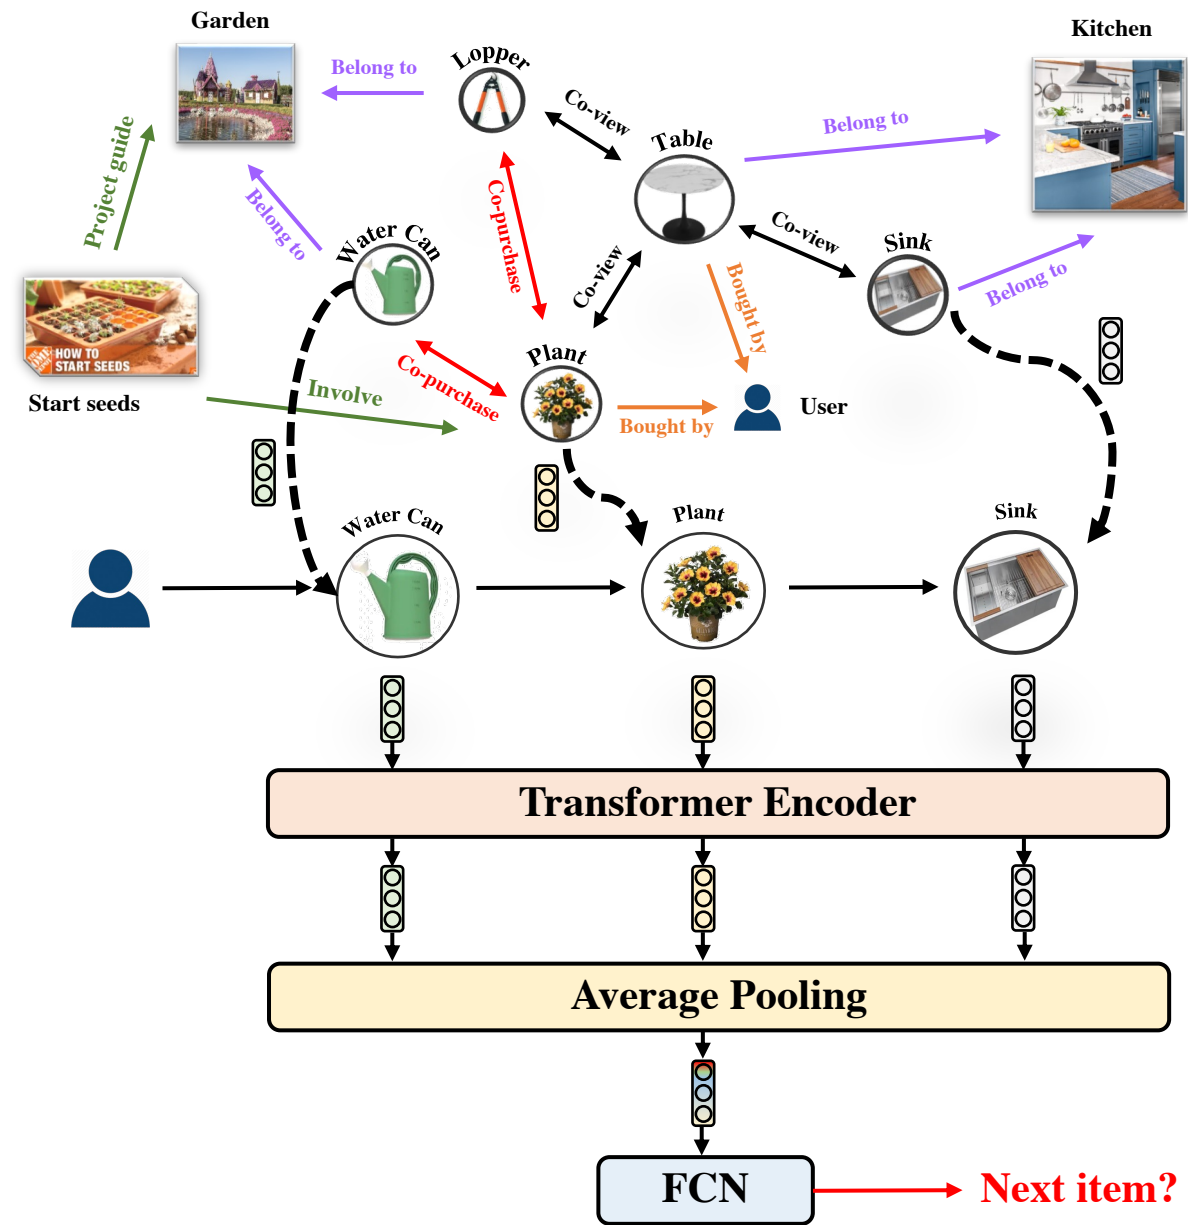 Garden
Kitchen
Lopper
Belong to
Co-view
Table
Belong to
Project guide
Belong to
Water Can
Co-purchase
Co-view
Co-view
Sink
Belong to
Bought by
HOW TO
START SEEDS
Start seeds
Involve
Co-purchase
Plant
Bought by
User
Water Can
Plant
Sink
Transformer Encoder
Average Pooling
FCN
Next item?